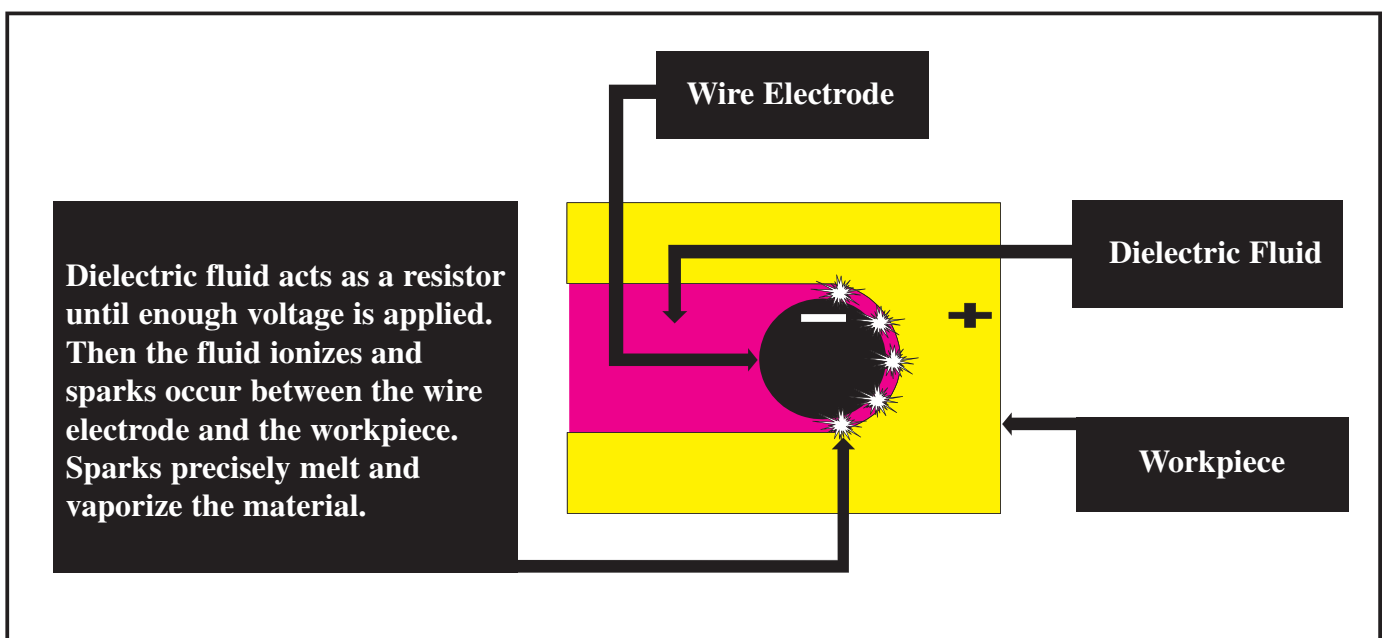 Wire Electrode
Dielectric Fluid
Dielectric fluid acts as a resistor
until enough voltage is applied.
Then the fluid ionizes and
sparks occur between the wire
electrode and the workpiece.
Sparks precisely melt and
vaporize the material.
−
+
Workpiece